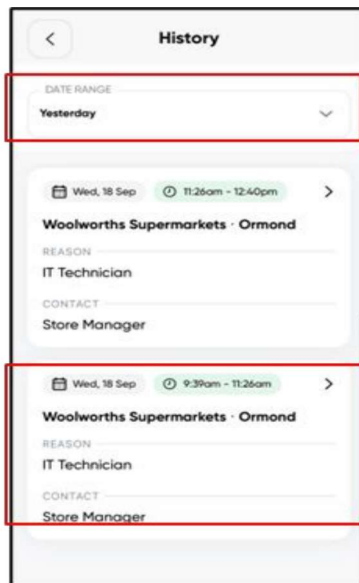 History
DATE RANGE
Yesterday
Wed, 18 Sep 11:26am - 12:40pm
Woolworths Supermarkets · Ormond
REASON
IT Technician
CONTACT
Store Manager
Wed, 18 Sep 9:39am - 11:26am
Woolworths Supermarkets · Ormond
REASON
IT Technician
CONTACT
Store Manager